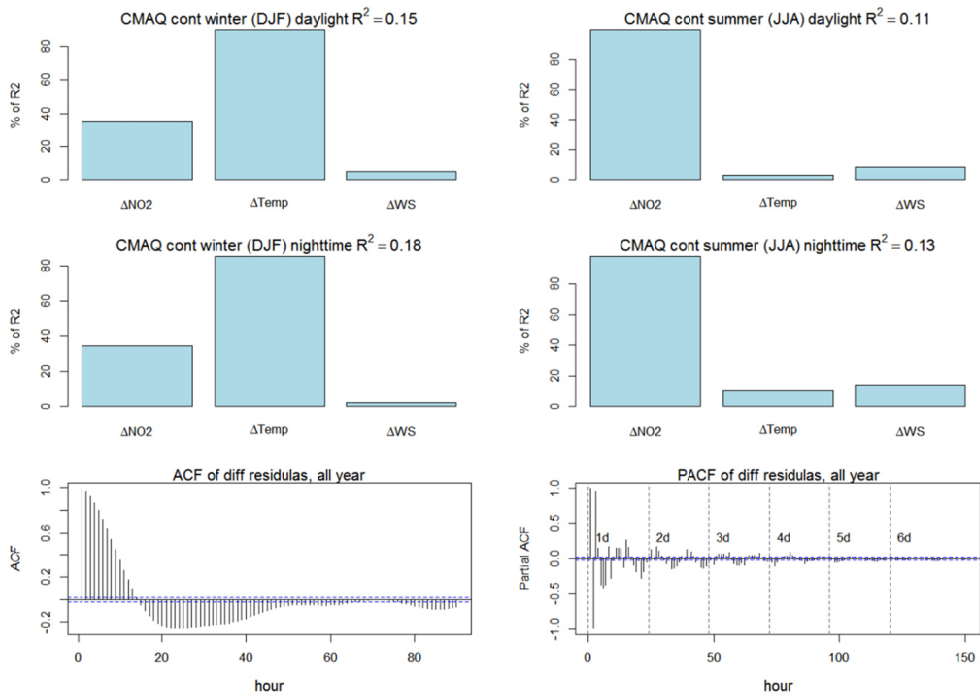 CMAQ cont winter (DJF) daylight R² = 0.15
% of R2
0 20 40 60 80
ΔNO2 ΔTemp ΔWS
CMAQ cont summer (JJA) daylight R² = 0.11
% of R2
0 20 40 60 80
ΔNO2 ΔTemp ΔWS
CMAQ cont winter (DJF) nighttime R² = 0.18
% of R2
0 20 40 60 80
ΔNO2 ΔTemp ΔWS
CMAQ cont summer (JJA) nighttime R² = 0.13
% of R2
0 20 40 60 80
ΔNO2 ΔTemp ΔWS
ACF of diff residulas, all year
ACF
-0.2 0.2 0.6 1.0
0 20 40 60 80
hour
PACF of diff residulas, all year
Partial ACF
-1.0 -0.5 0.0 0.5 1.0
1d 2d 3d 4d 5d 6d
0 50 100 150
hour